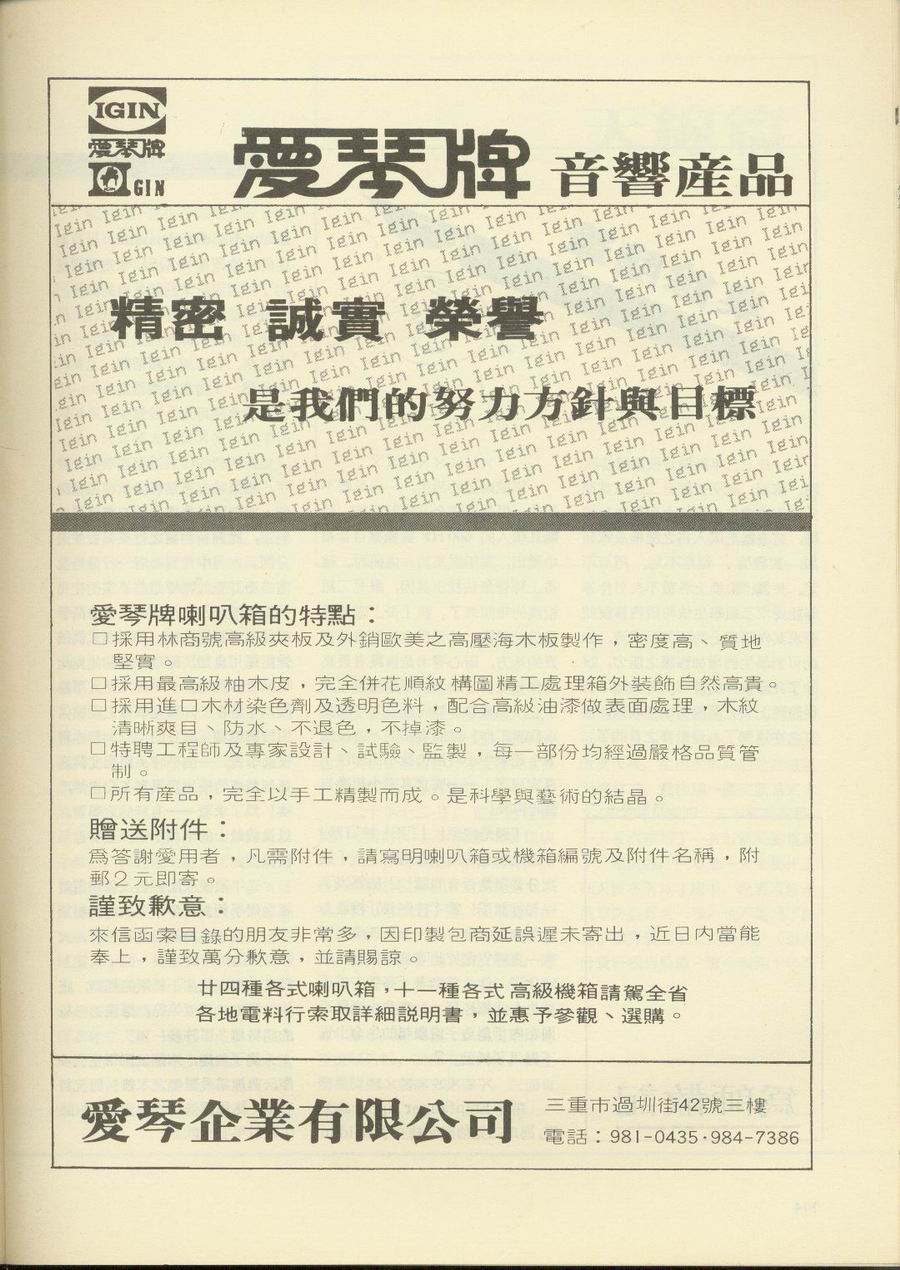 IGIN
愛琴牌
IGIN
愛琴牌 音響産品
精密 誠實 榮譽
是我們的努力方針與目標
愛琴牌喇叭箱的特點：
□採用林商號高級夾板及外銷歐美之高壓海木板製作，密度高、質地
堅實。
□採用最高級柚木皮，完全併花順紋構圖精工處理箱外裝飾自然高貴。
□採用進口木材染色劑及透明色料，配合高級油漆做表面處理，木紋
清晰爽目、防水、不退色，不掉漆。
□特聘工程師及專家設計、試驗、監製，每一部份均經過嚴格品質管
制。
□所有産品，完全以手工精製而成。是科學與藝術的結晶。
贈送附件：
為答謝愛用者，凡需附件，請寫明喇叭箱或機箱編號及附件名稱，附
郵２元即寄。
謹致歉意：
來信函索目錄的朋友非常多，因印製包商延誤遲未寄出，近日內當能
奉上，謹致萬分歉意，並請賜諒。
廿四種各式喇叭箱，十一種各式高級機箱請駕全省
各地電料行索取詳細説明書，並惠予參觀、選購。
愛琴企業有限公司
三重市過圳街42號三樓
電話：981-0435·984-7386